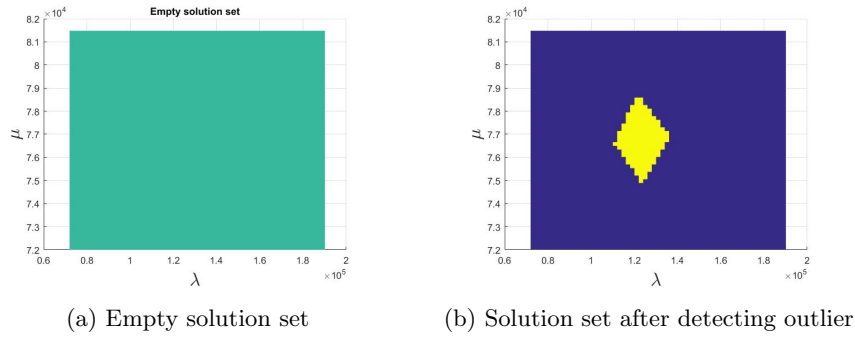 ×10⁴
Empty solution set
8.2
8.1
8
7.9
7.8
7.7
7.6
7.5
7.4
7.3
7.2
μ
0.6 0.8 1 1.2 1.4 1.6 1.8 2
×10⁵
λ
(a) Empty solution set
×10⁴
8.2
8.1
8
7.9
7.8
7.7
7.6
7.5
7.4
7.3
7.2
μ
0.6 0.8 1 1.2 1.4 1.6 1.8 2
×10⁵
λ
(b) Solution set after detecting outlier